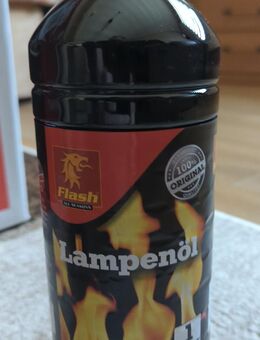 Flash
ALL SEASONS
100%
ORIGINAL
Lampenöl
1